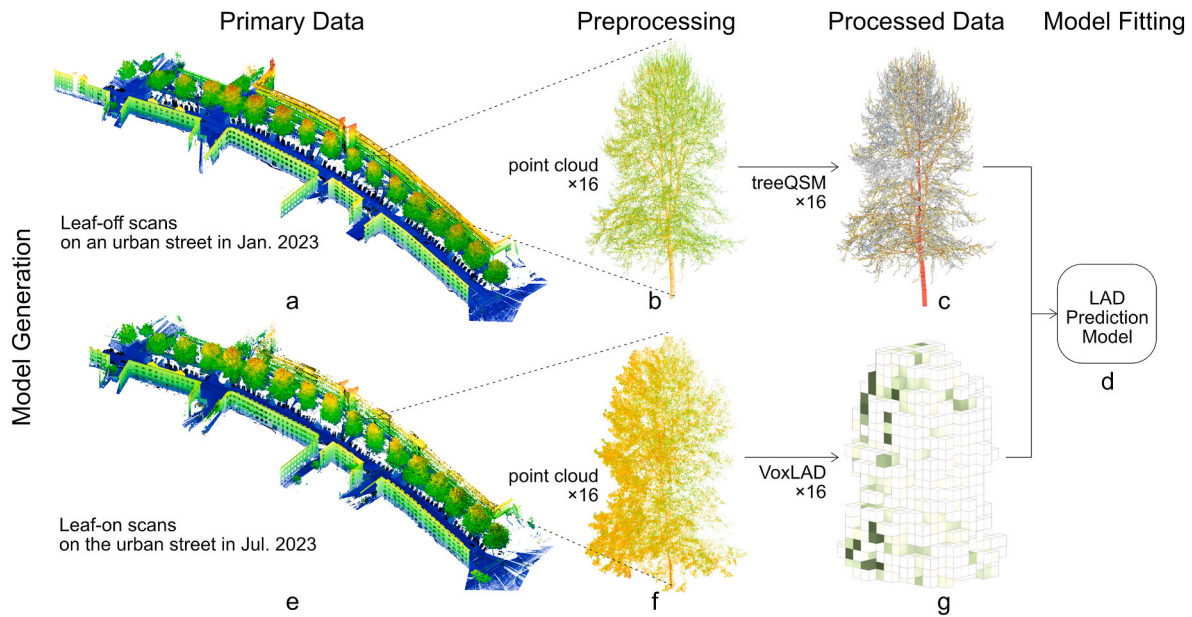 Primary Data
Preprocessing
Processed Data
Model Fitting
Model Generation
Leaf-off scans
on an urban street in Jan. 2023
a
point cloud
×16
b
treeQSM
×16
c
LAD
Prediction
Model
d
Leaf-on scans
on the urban street in Jul. 2023
e
point cloud
×16
f
VoxLAD
×16
g